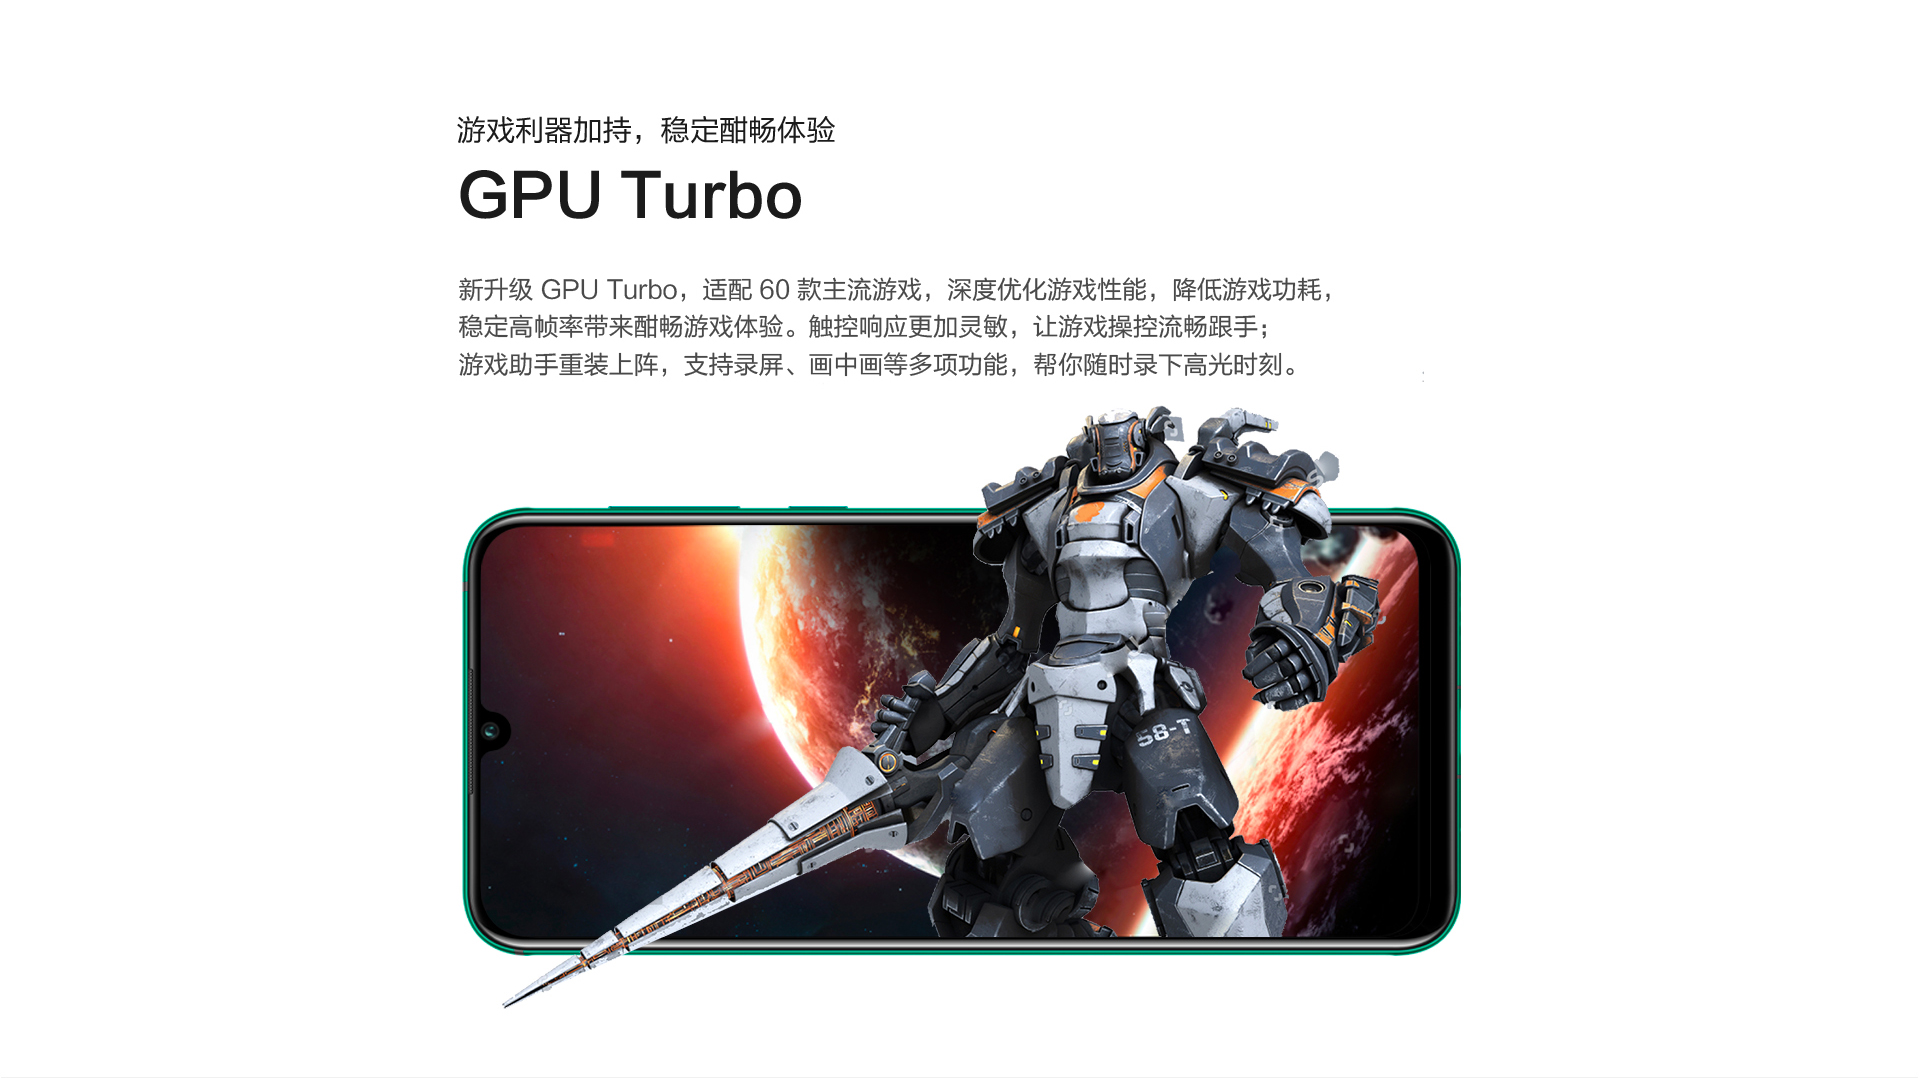 游戏利器加持，稳定酣畅体验
GPU Turbo
新升级 GPU Turbo，适配 60 款主流游戏，深度优化游戏性能，降低游戏功耗，
稳定高帧率带来酣畅游戏体验。触控响应更加灵敏，让游戏操控流畅跟手；
游戏助手重装上阵，支持录屏、画中画等多项功能，帮你随时录下高光时刻。
58-T